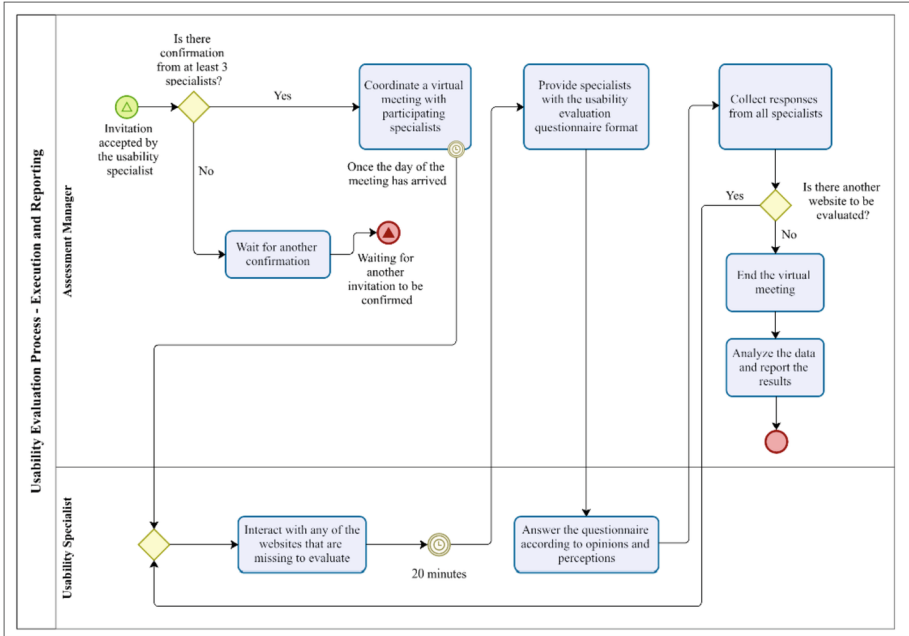 Usability Evaluation Process - Execution and Reporting
Assessment Manager
Is there
confirmation
from at least 3
specialists?
Invitation
accepted by
the usability
specialist
Yes
No
Coordinate a virtual
meeting with
participating
specialists
Once the day of the
meeting has arrived
Wait for another
confirmation
Waiting for
another
invitation to be
confirmed
Provide specialists
with the usability
evaluation
questionnaire format
Collect responses
from all specialists
Is there another
website to be
evaluated?
Yes
No
End the virtual
meeting
Analyze the data
and report the
results
Usability Specialist
Interact with any of the
websites that are
missing to evaluate
20 minutes
Answer the questionnaire
according to opinions and
perceptions